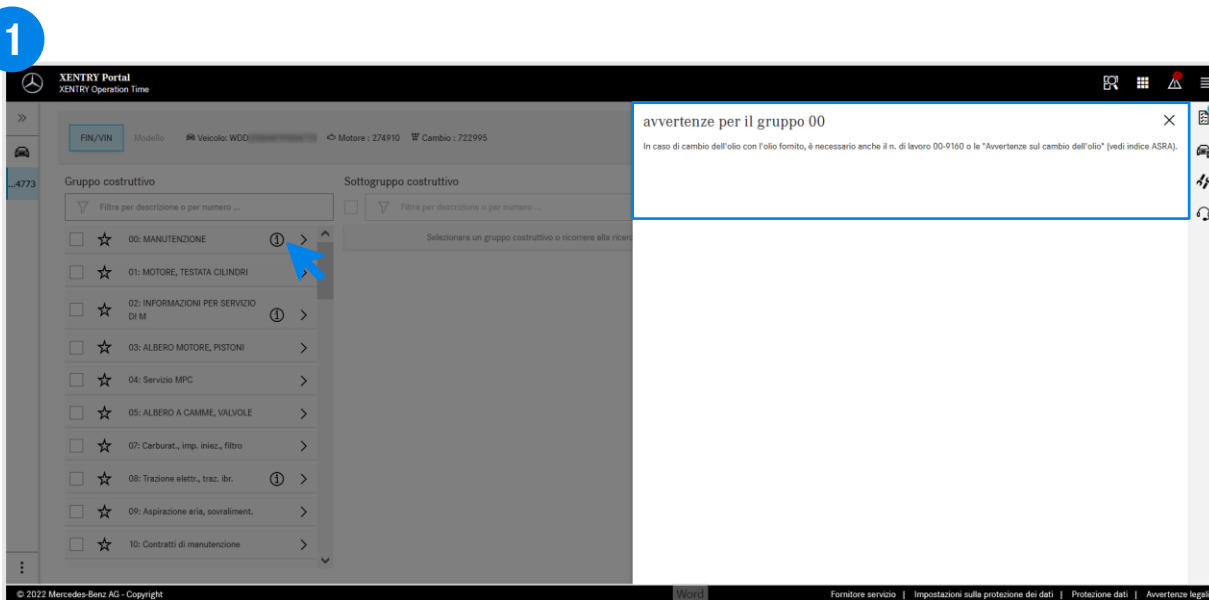 1
XENTRY Portal
XENTRY Operation Time
FIN/VIN Modello Veicolo: WDD Motore : 274910 Cambio : 722995
...4773
avvertenze per il gruppo 00
In caso di cambio dell'olio con l'olio fornito, è necessario anche il n. di lavoro 00-9160 o le "Avvertenze sul cambio dell'olio" (vedi indice ASRA).
Gruppo costruttivo
Filtre per descrizione o per numero ...
00: MANUTENZIONE
01: MOTORE, TESTATA CILINDRI
02: INFORMAZIONI PER SERVIZIO
DI M
03: ALBERO MOTORE, PISTONI
04: Servizio MPC
05: ALBERO A CAMME, VALVOLE
07: Carburat., imp. iniez., filtro
08: Trazione elettr., traz. ibr.
09: Aspirazione aria, sovraliment.
10: Contratti di manutenzione
Sottogruppo costruttivo
Filtre per descrizione o per numero ...
Selezionare un gruppo costruttivo o ricorrere alla ricerc
© 2022 Mercedes-Benz AG - Copyright
Word
Fornitore servizio | Impostazioni sulla protezione dei dati | Protezione dati | Avvertenze legali